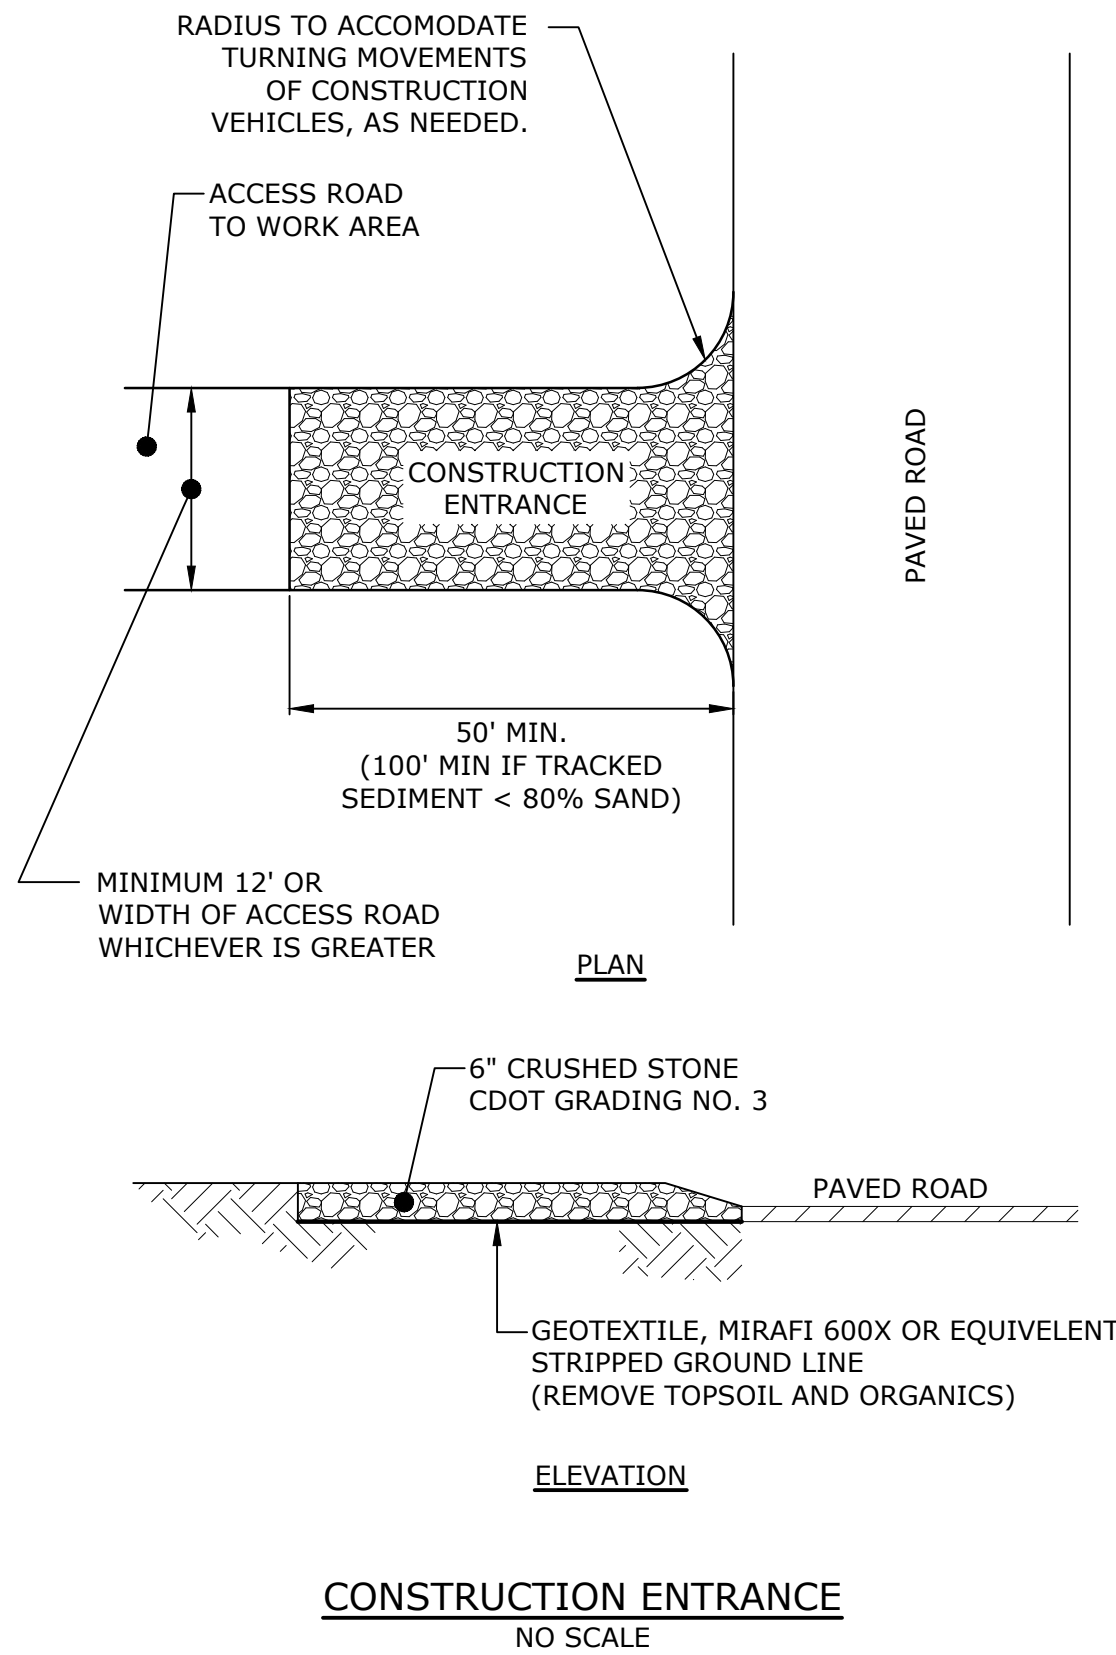 RADIUS TO ACCOMODATE
TURNING MOVEMENTS
OF CONSTRUCTION
VEHICLES, AS NEEDED.
ACCESS ROAD
TO WORK AREA
CONSTRUCTION
ENTRANCE
PAVED ROAD
50' MIN.
(100' MIN IF TRACKED
SEDIMENT < 80% SAND)
MINIMUM 12' OR
WIDTH OF ACCESS ROAD
WHICHEVER IS GREATER
PLAN
6" CRUSHED STONE
CDOT GRADING NO. 3
PAVED ROAD
GEOTEXTILE, MIRAFI 600X OR EQUIVELENT
STRIPPED GROUND LINE
(REMOVE TOPSOIL AND ORGANICS)
ELEVATION
CONSTRUCTION ENTRANCE
NO SCALE